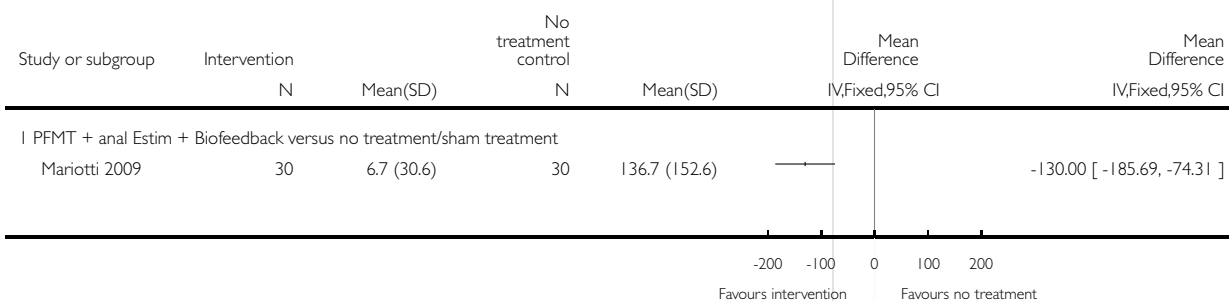 Study or subgroup Intervention No treatment control Mean Difference Mean Difference
N Mean(SD) N Mean(SD) IV,Fixed,95% CI IV,Fixed,95% CI
1 PFMT + anal Estim + Biofeedback versus no treatment/sham treatment
Mariotti 2009 30 6.7 (30.6) 30 136.7 (152.6) -130.00 [ -185.69, -74.31 ]
-200 -100 0 100 200
Favours intervention Favours no treatment